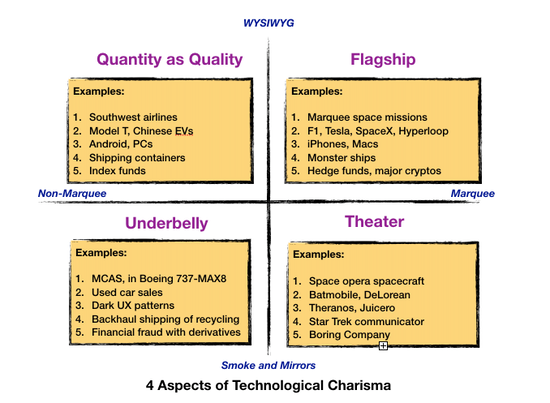 WYSIWYG
Quantity as Quality
Examples:
1. Southwest airlines
2. Model T, Chinese EVs
3. Android, PCs
4. Shipping containers
5. Index funds
Flagship
Examples:
1. Marquee space missions
2. F1, Tesla, SpaceX, Hyperloop
3. iPhones, Macs
4. Monster ships
5. Hedge funds, major cryptos
Non-Marquee
Marquee
Underbelly
Examples:
1. MCAS, in Boeing 737-MAX8
2. Used car sales
3. Dark UX patterns
4. Backhaul shipping of recycling
5. Financial fraud with derivatives
Theater
Examples:
1. Space opera spacecraft
2. Batmobile, DeLorean
3. Theranos, Juicero
4. Star Trek communicator
5. Boring Company
Smoke and Mirrors
4 Aspects of Technological Charisma